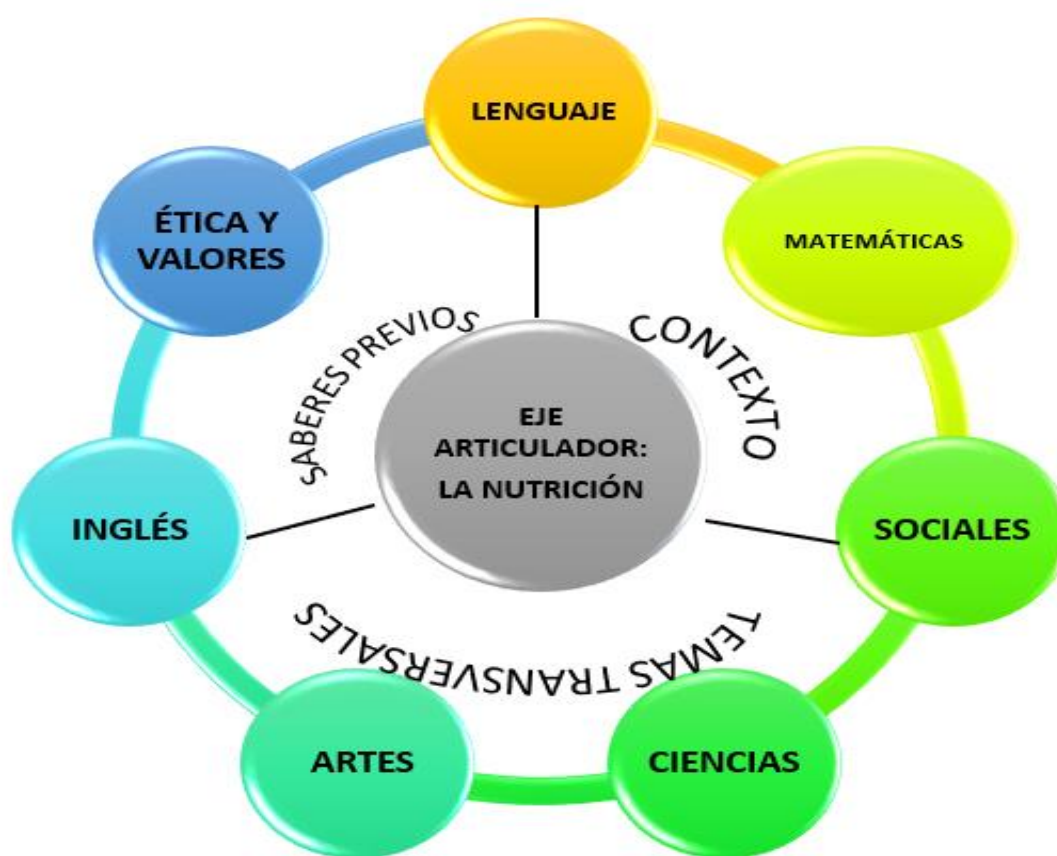 LENGUAJE
ÉTICA Y
VALORES
MATEMÁTICAS
SABERES PREVIOS
CONTEXTO
EJE
ARTICULADOR:
LA NUTRICIÓN
INGLÉS
SOCIALES
TEMAS TRANSVERSALES
ARTES
CIENCIAS